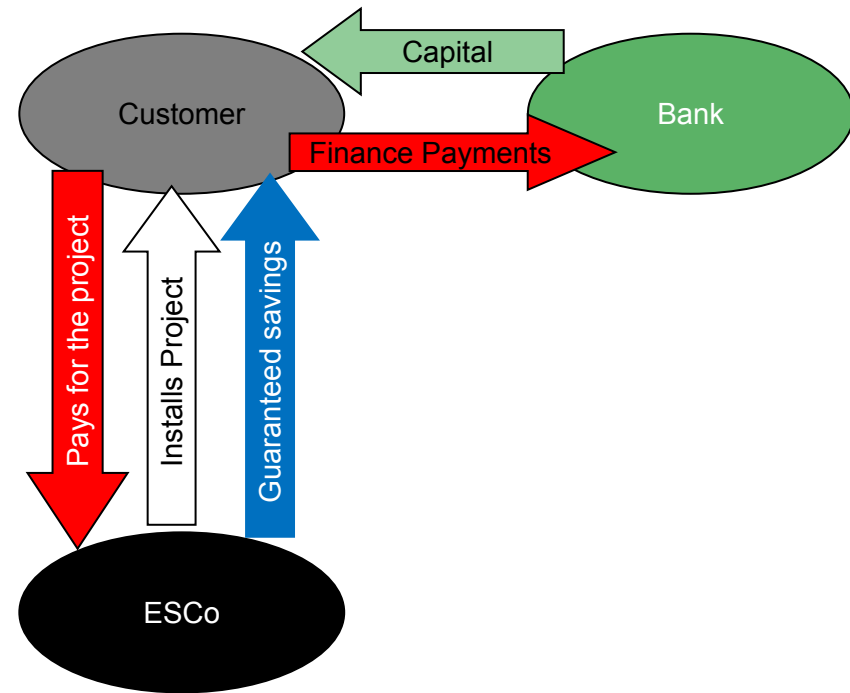 Capital
Customer
Bank
Finance Payments
Pays for the project
Installs Project
Guaranteed savings
ESCo